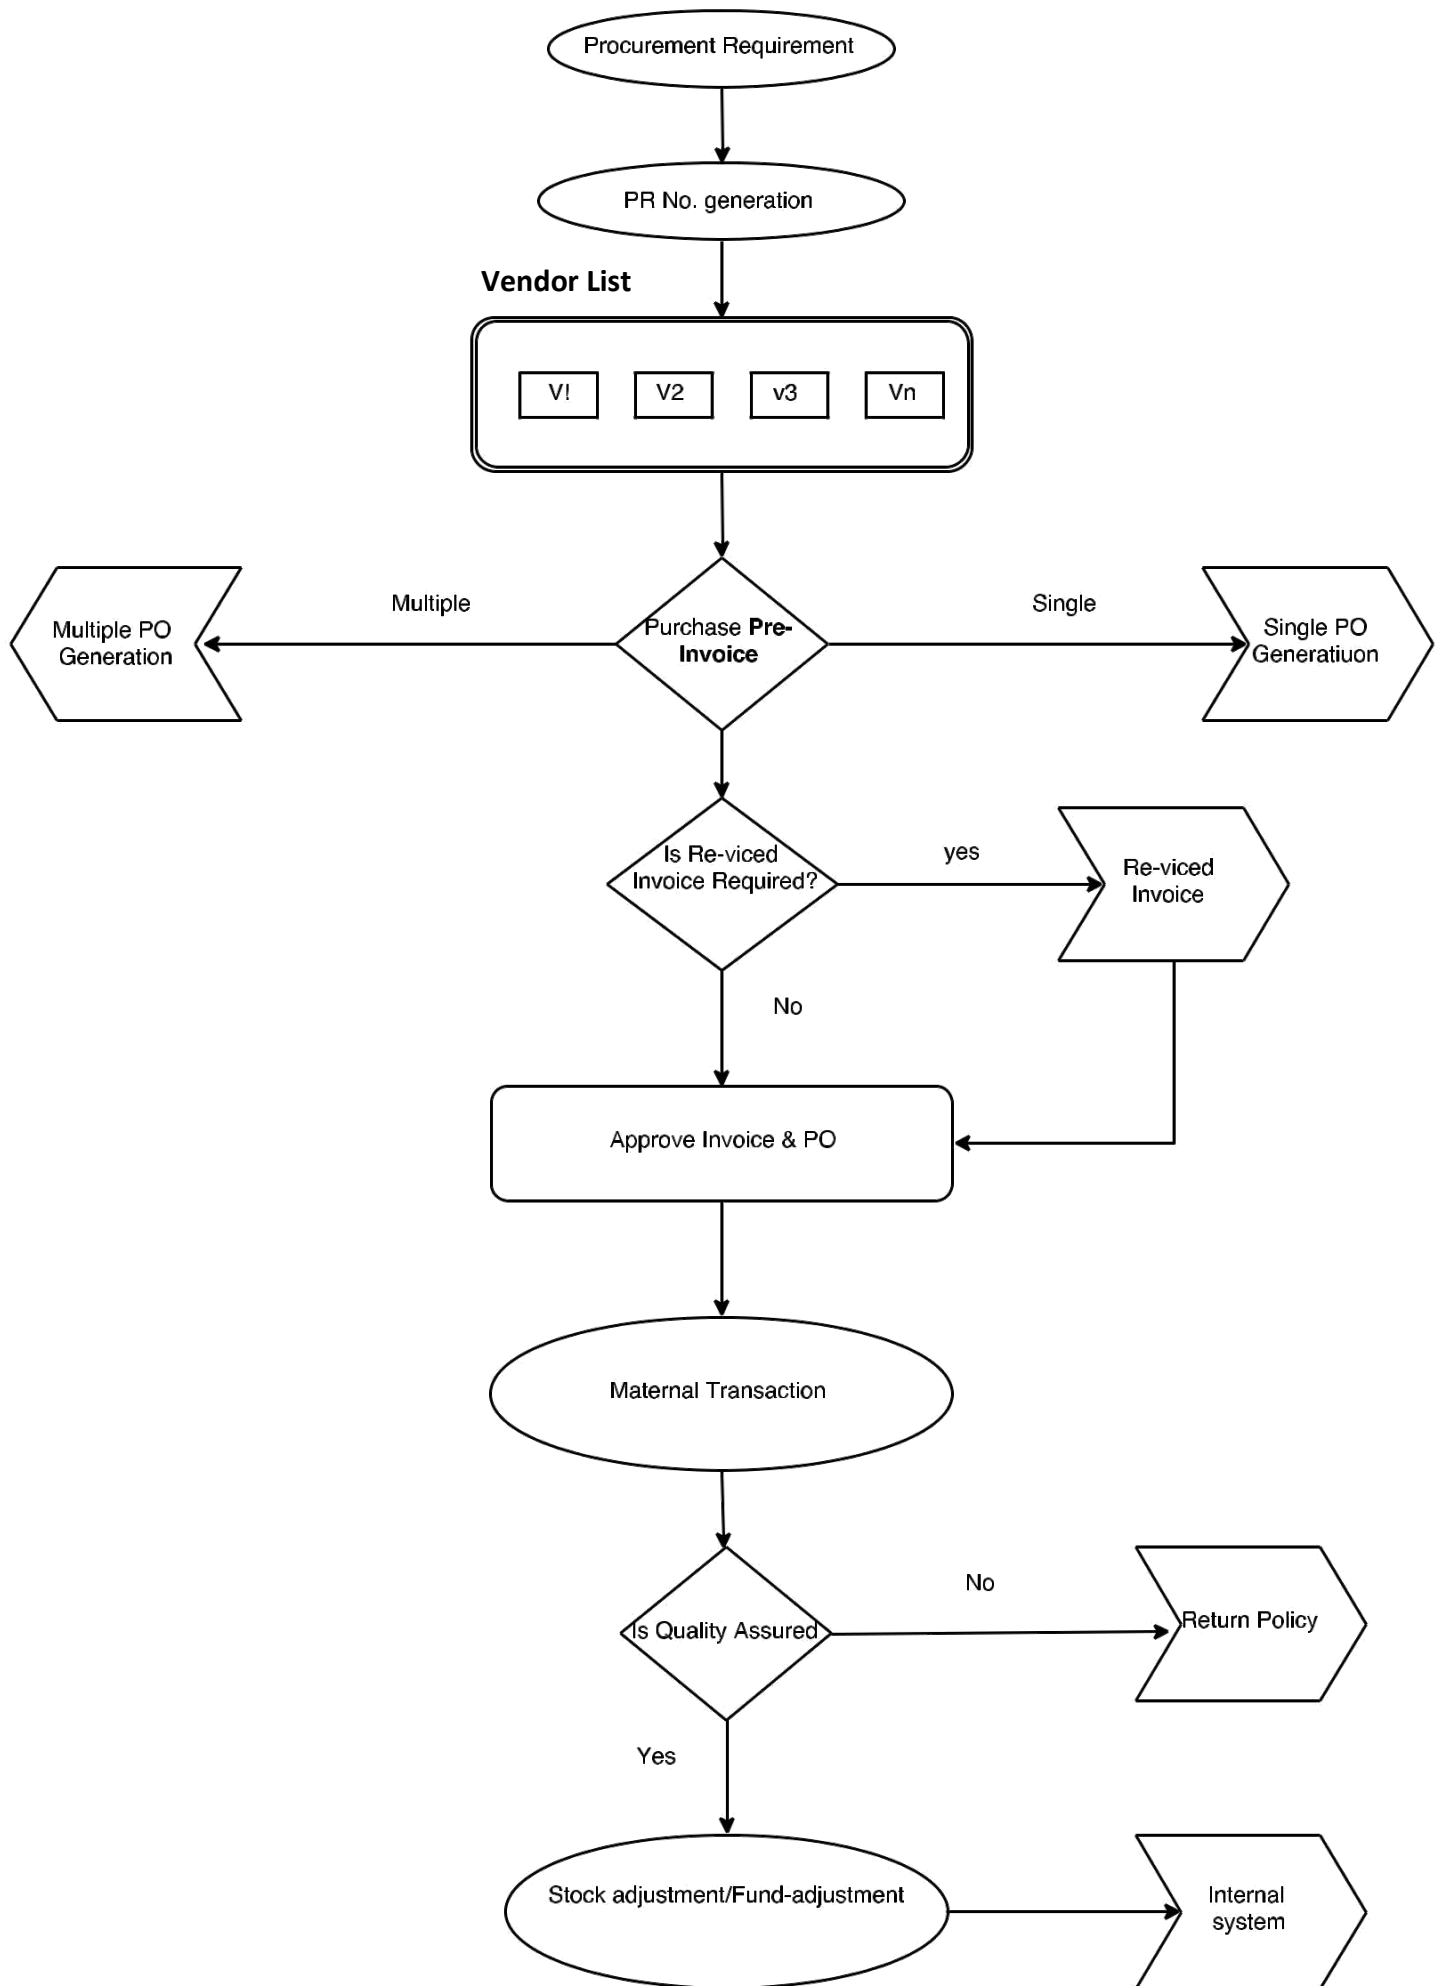 Procurement Requirement
PR No. generation
Vendor List
V!
V2
v3
Vn
Multiple
Single
Multiple PO
Generation
Purchase Pre-
Invoice
Single PO
Generatiuon
Is Re-viced
Invoice Required?
yes
Re-viced
Invoice
No
Approve Invoice & PO
Maternal Transaction
No
Is Quality Assured
Return Policy
Yes
Stock adjustment/Fund-adjustment
Internal
system